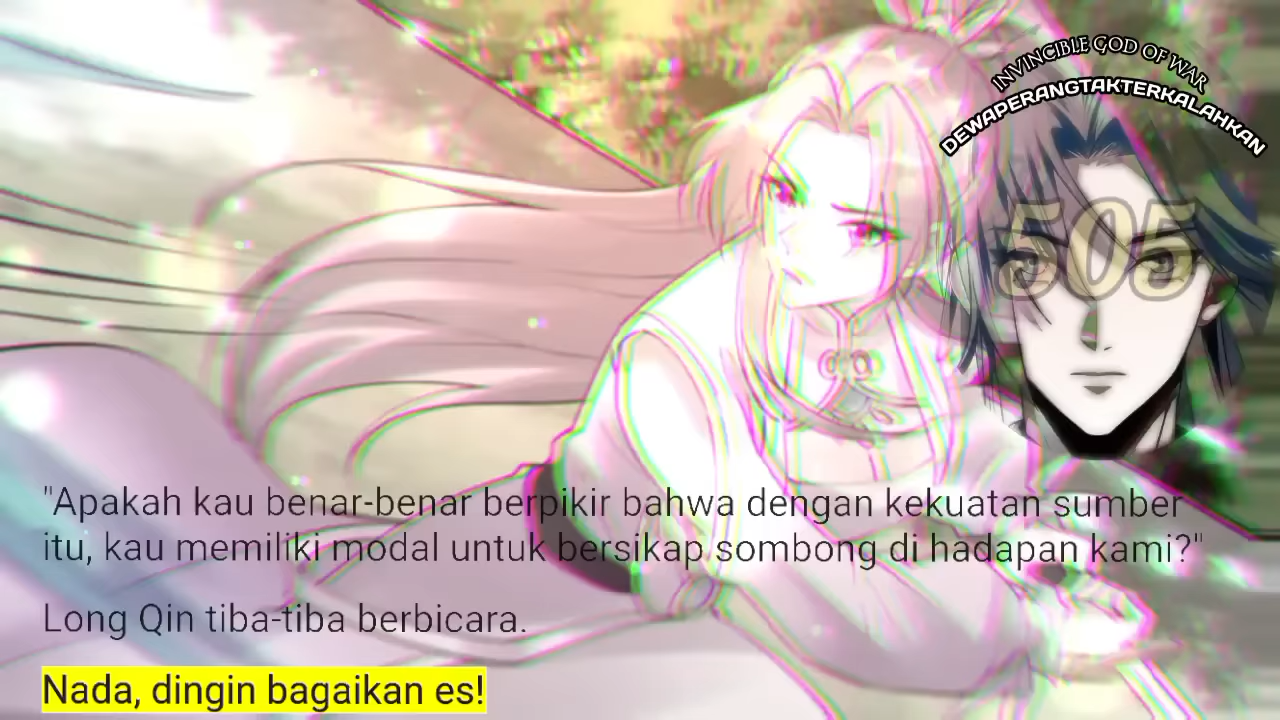 INVINCIBLE GOD OF WAR
DEWAPERANGTAKTERKALAHKAN
505
"Apakah kau benar-benar berpikir bahwa dengan kekuatan sumber
itu, kau memiliki modal untuk bersikap sombong di hadapan kami?"
Long Qin tiba-tiba berbicara.
Nada, dingin bagaikan es!